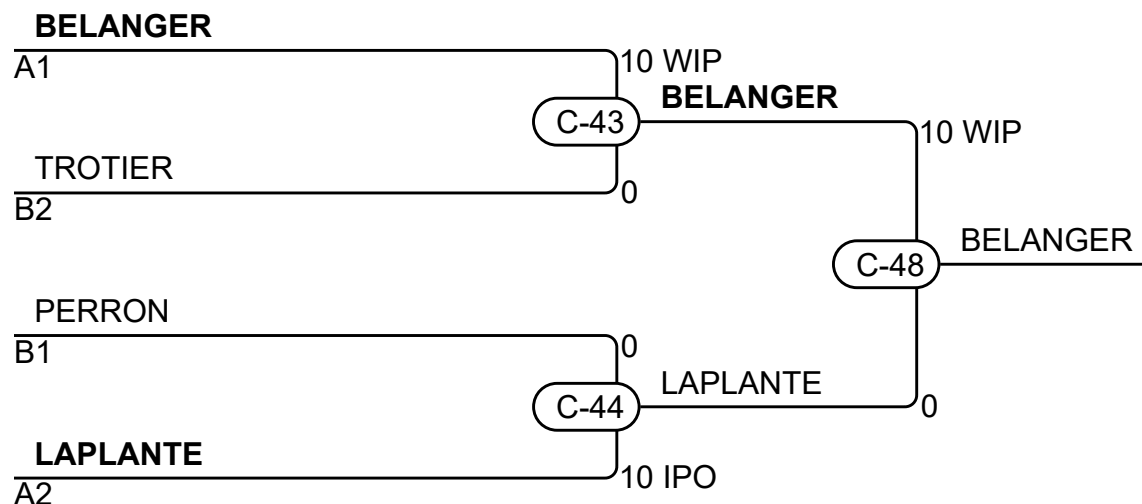 BELANGER
A1
10 WIP
BELANGER
C-43
10 WIP
TROTIER
B2
0
BELANGER
C-48
PERRON
B1
0
LAPLANTE
C-44
0
LAPLANTE
A2
10 IPO